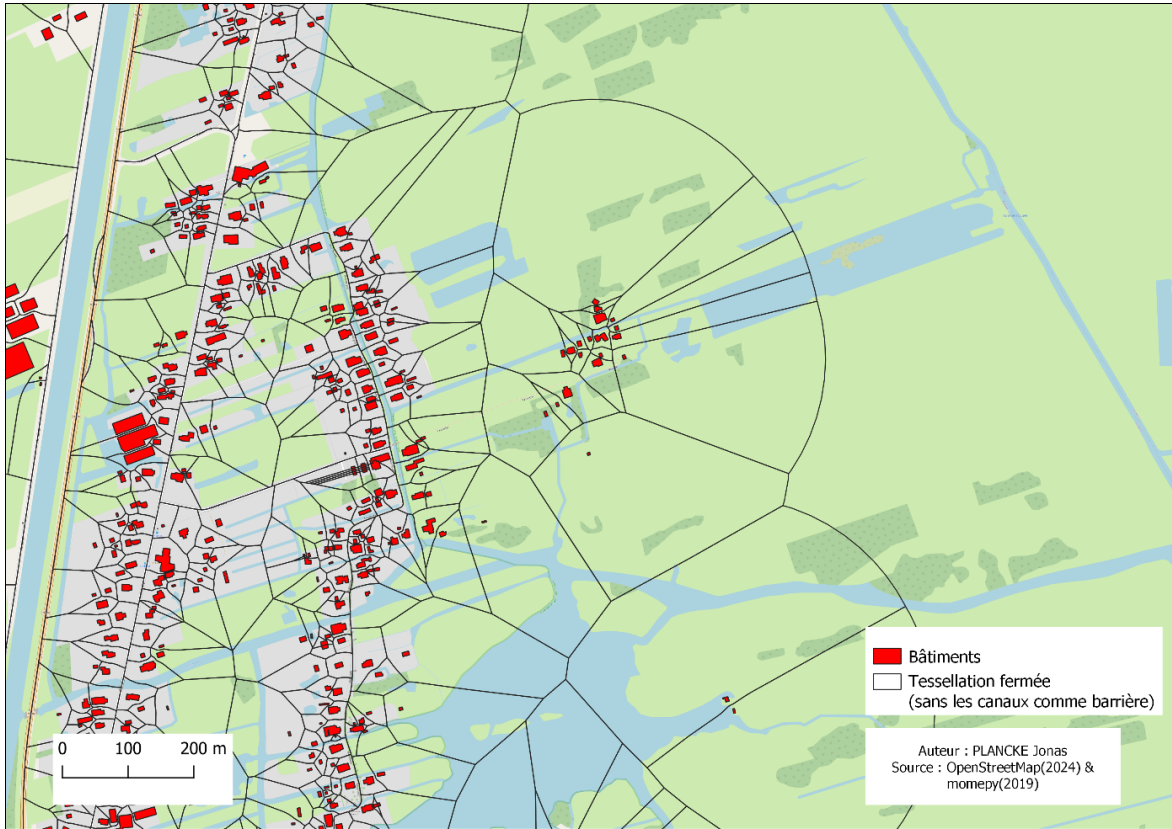 Bâtiments
Tessellation fermée
(sans les canaux comme barrière)
Auteur : PLANCKE Jonas
Source : OpenStreetMap(2024) &
momepy(2019)
0 100 200 m